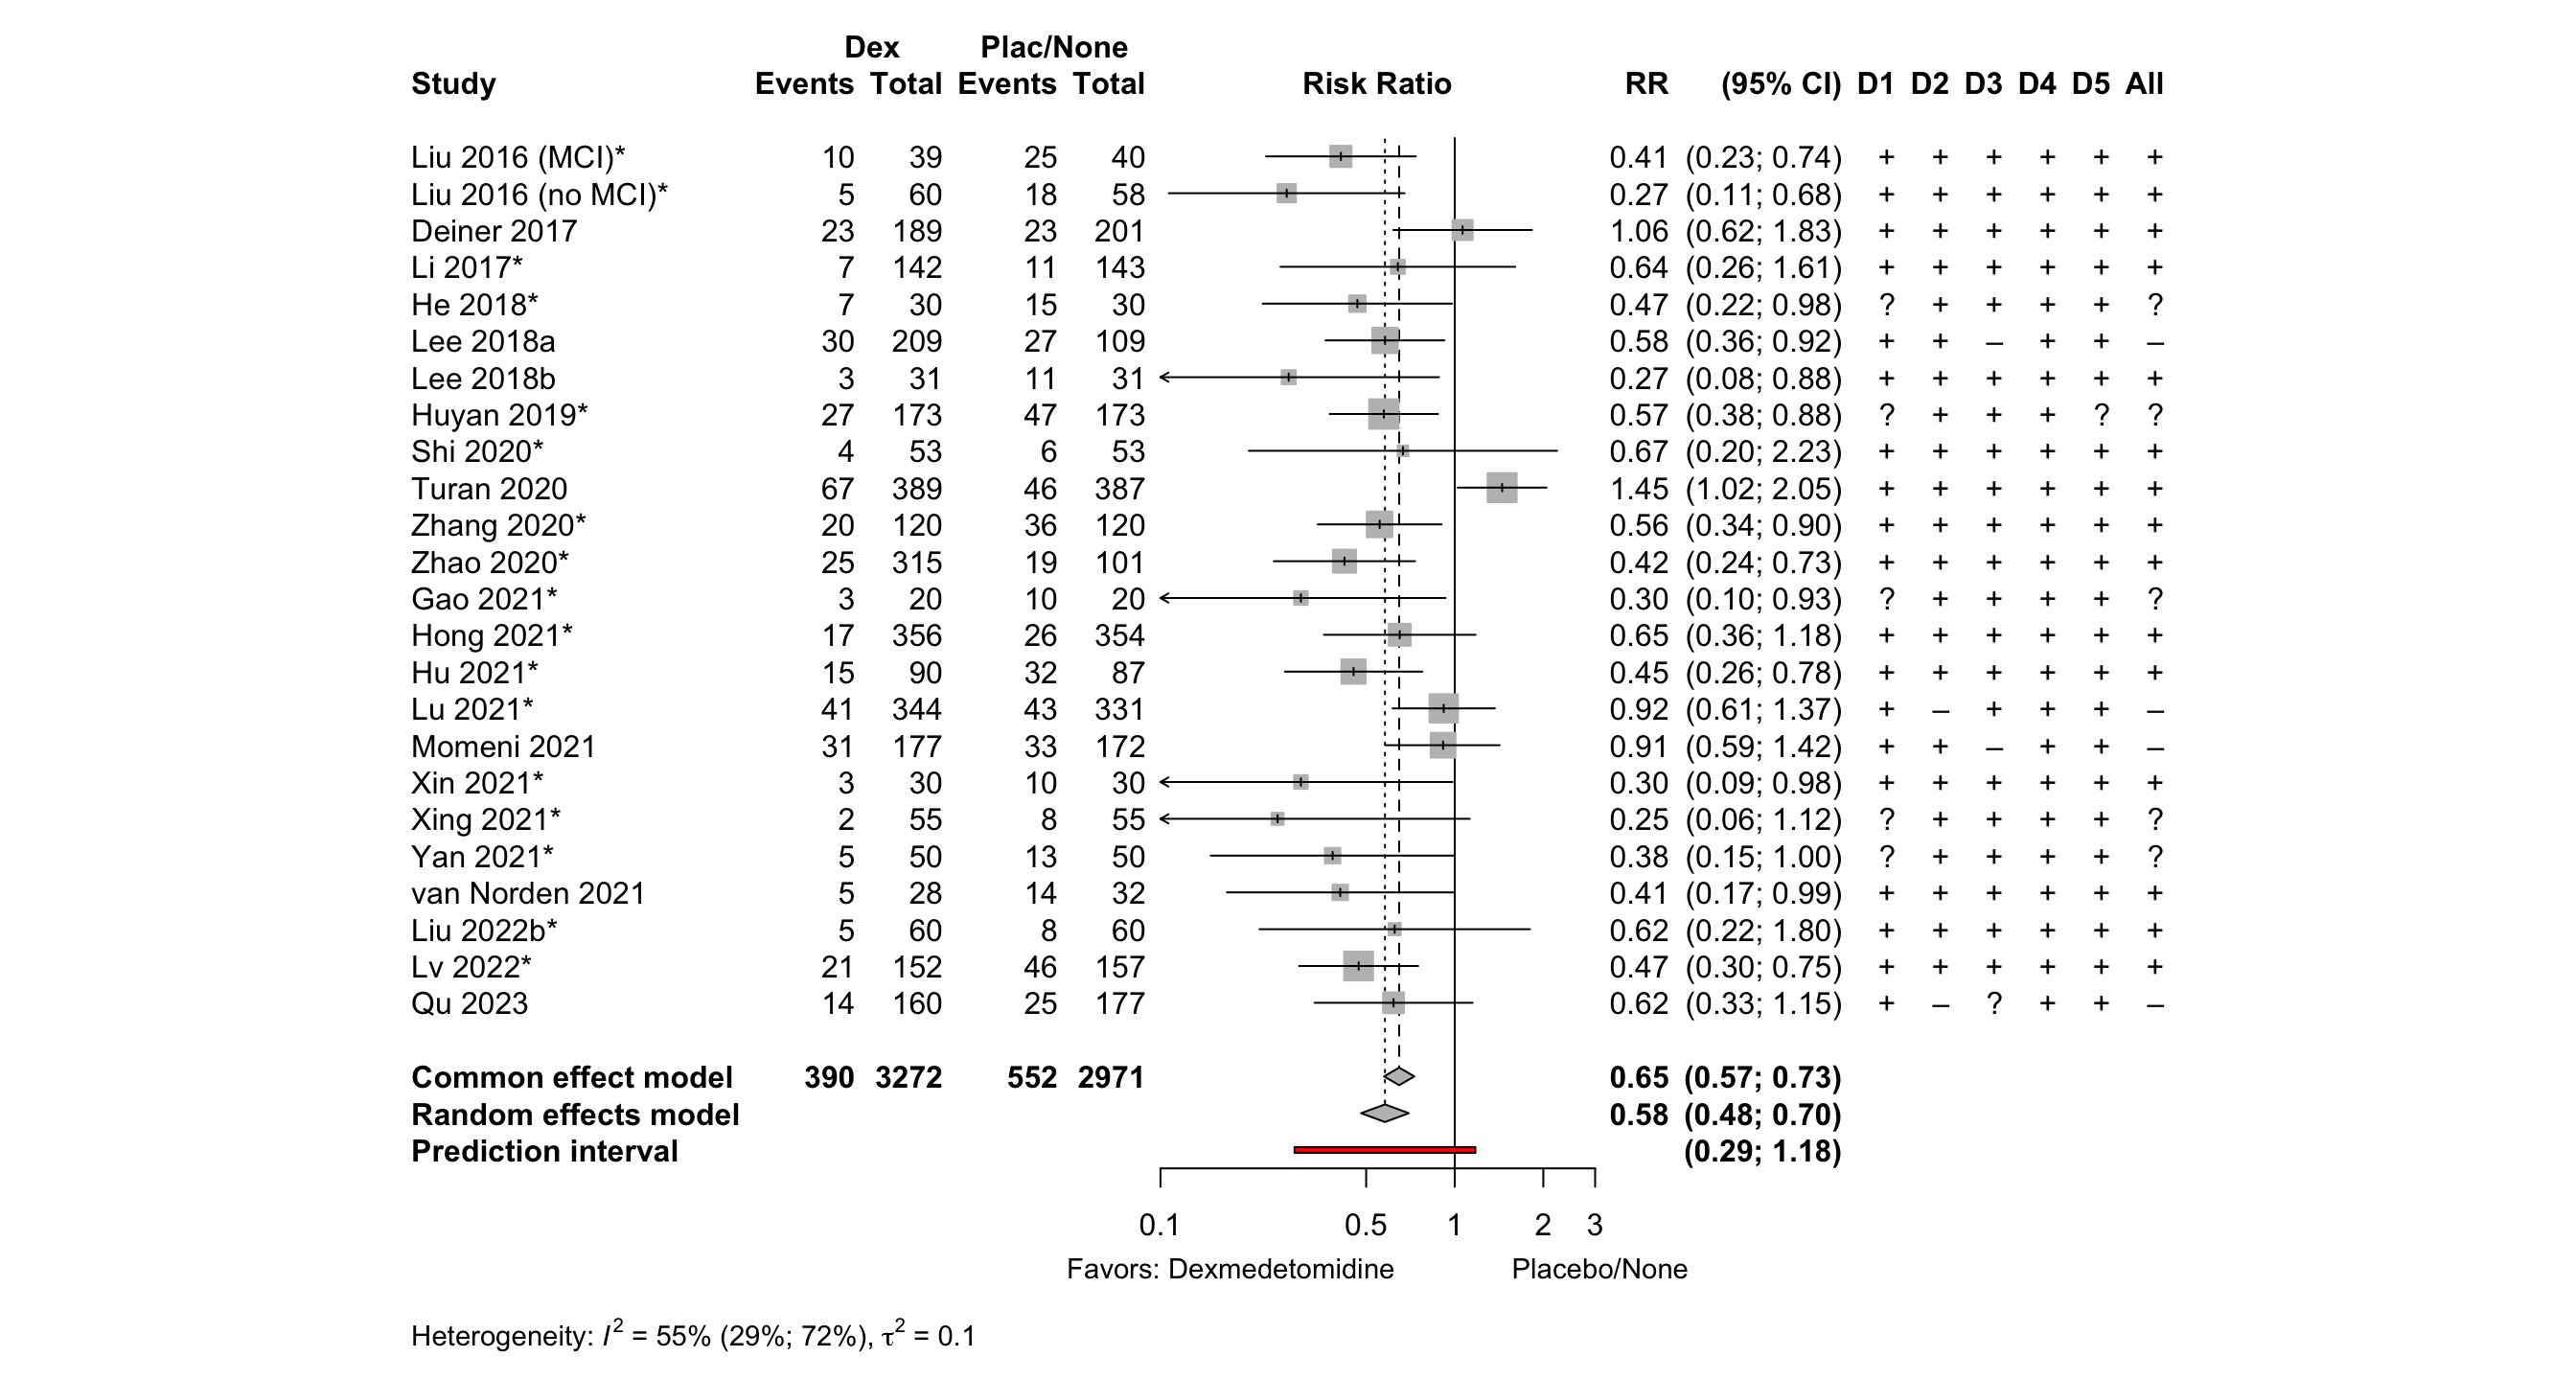 Dex Plac/None
Study Events Total Events Total Risk Ratio RR (95% CI) D1 D2 D3 D4 D5 All
Liu 2016 (MCI)* 10 39 25 40 0.41 (0.23; 0.74) + + + + + +
Liu 2016 (no MCI)* 5 60 18 58 0.27 (0.11; 0.68) + + + + + +
Deiner 2017 23 189 23 201 1.06 (0.62; 1.83) + + + + + +
Li 2017* 7 142 11 143 0.64 (0.26; 1.61) + + + + + +
He 2018* 7 30 15 30 0.47 (0.22; 0.98) ? + + + + ?
Lee 2018a 30 209 27 109 0.58 (0.36; 0.92) + + – + + –
Lee 2018b 3 31 11 31 0.27 (0.08; 0.88) + + + + + +
Huyan 2019* 27 173 47 173 0.57 (0.38; 0.88) ? + + + ? ?
Shi 2020* 4 53 6 53 0.67 (0.20; 2.23) + + + + + +
Turan 2020 67 389 46 387 1.45 (1.02; 2.05) + + + + + +
Zhang 2020* 20 120 36 120 0.56 (0.34; 0.90) + + + + + +
Zhao 2020* 25 315 19 101 0.42 (0.24; 0.73) + + + + + +
Gao 2021* 3 20 10 20 0.30 (0.10; 0.93) ? + + + + ?
Hong 2021* 17 356 26 354 0.65 (0.36; 1.18) + + + + + +
Hu 2021* 15 90 32 87 0.45 (0.26; 0.78) + + + + + +
Lu 2021* 41 344 43 331 0.92 (0.61; 1.37) + – + + + –
Momeni 2021 31 177 33 172 0.91 (0.59; 1.42) + + – + + –
Xin 2021* 3 30 10 30 0.30 (0.09; 0.98) + + + + + +
Xing 2021* 2 55 8 55 0.25 (0.06; 1.12) ? + + + + ?
Yan 2021* 5 50 13 50 0.38 (0.15; 1.00) ? + + + + ?
van Norden 2021 5 28 14 32 0.41 (0.17; 0.99) + + + + + +
Liu 2022b* 5 60 8 60 0.62 (0.22; 1.80) + + + + + +
Lv 2022* 21 152 46 157 0.47 (0.30; 0.75) + + + + + +
Qu 2023 14 160 25 177 0.62 (0.33; 1.15) + – ? + + –
Common effect model 390 3272 552 2971 0.65 (0.57; 0.73)
Random effects model 0.58 (0.48; 0.70)
Prediction interval (0.29; 1.18)
0.1 0.5 1 2 3
Favors: Dexmedetomidine Placebo/None
Heterogeneity: I² = 55% (29%; 72%), τ² = 0.1